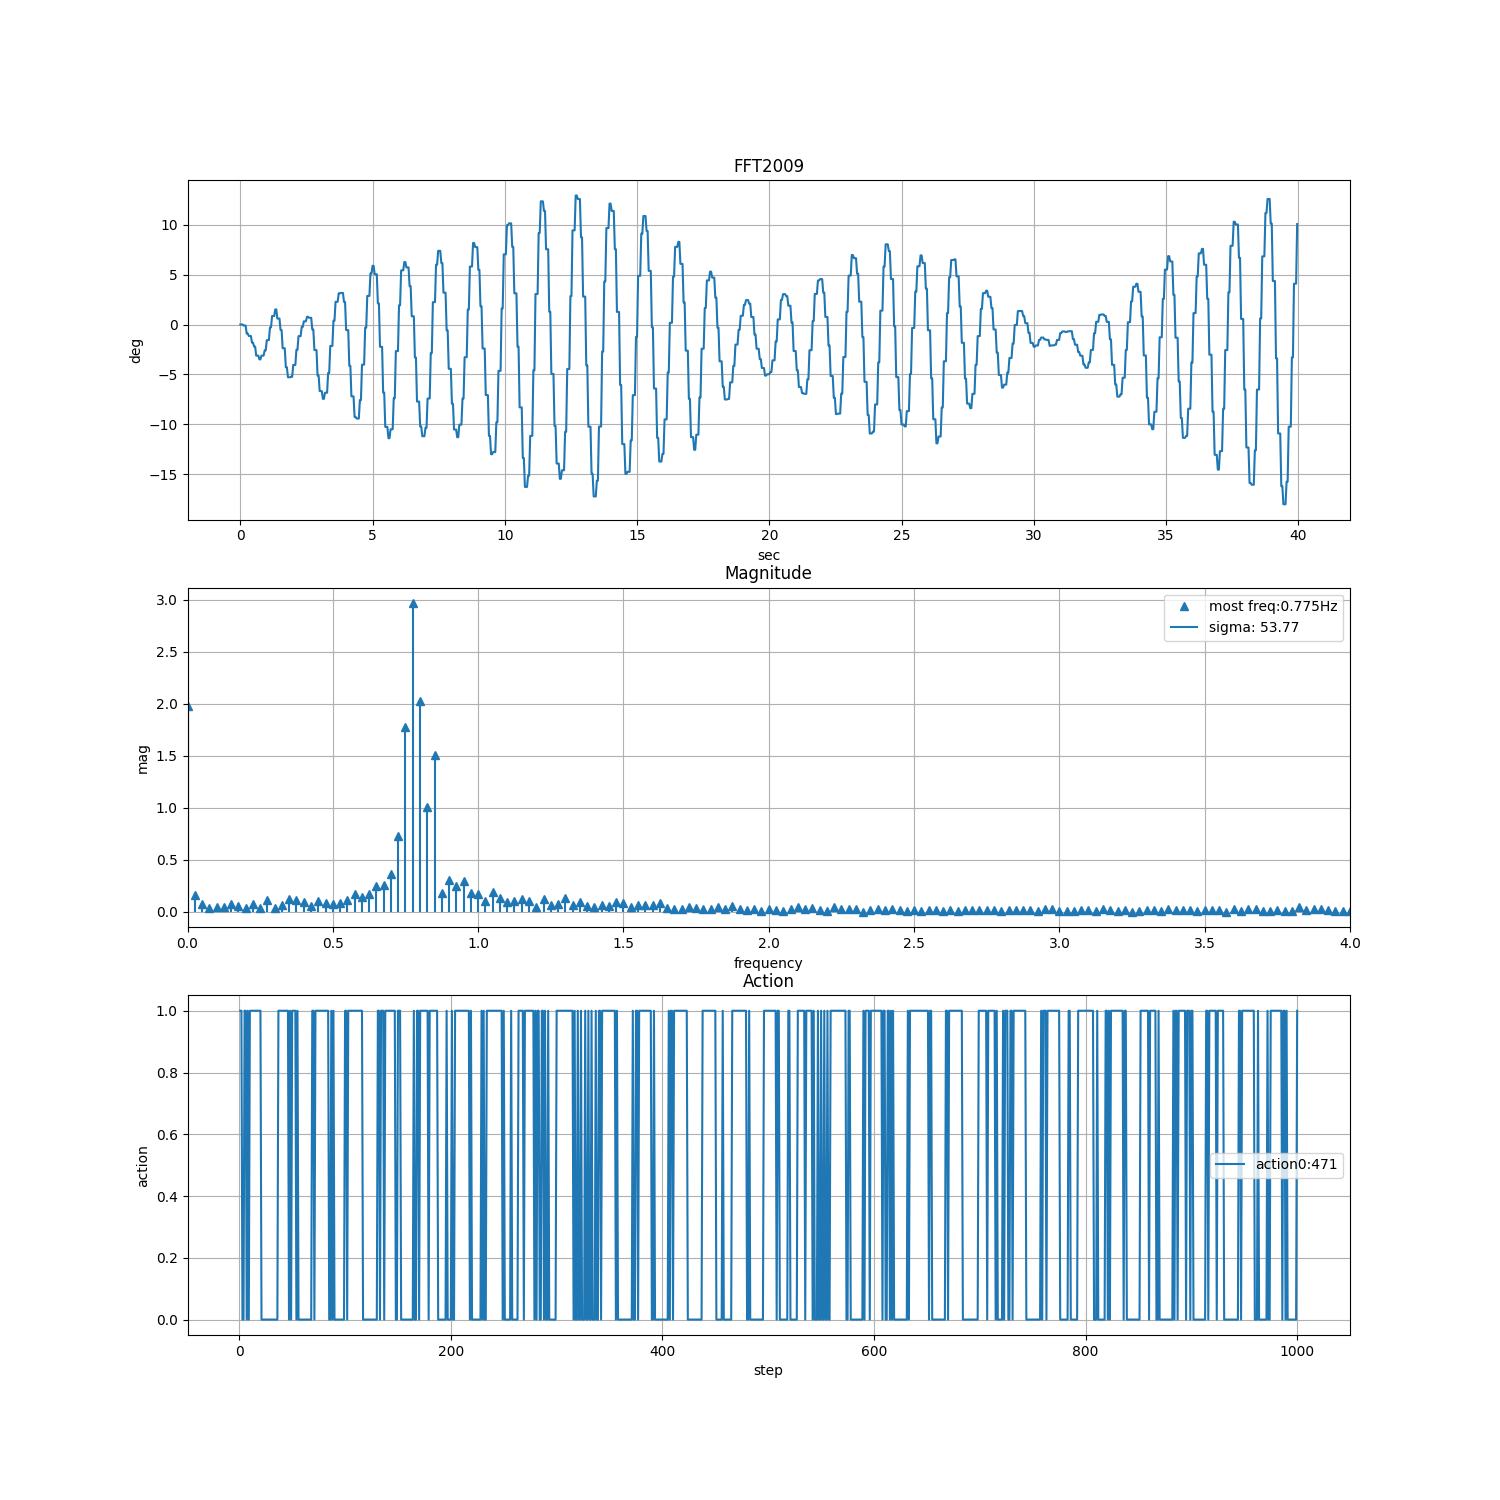 FFT2009
10
5
0
−5
−10
−15
deg
0 5 10 15 20 25 30 35 40
sec
Magnitude
3.0
2.5
2.0
1.5
1.0
0.5
0.0
mag
most freq:0.775Hz
sigma: 53.77
0.0 0.5 1.0 1.5 2.0 2.5 3.0 3.5 4.0
frequency
Action
1.0
0.8
0.6
0.4
0.2
0.0
action
action0:471
0 200 400 600 800 1000
step